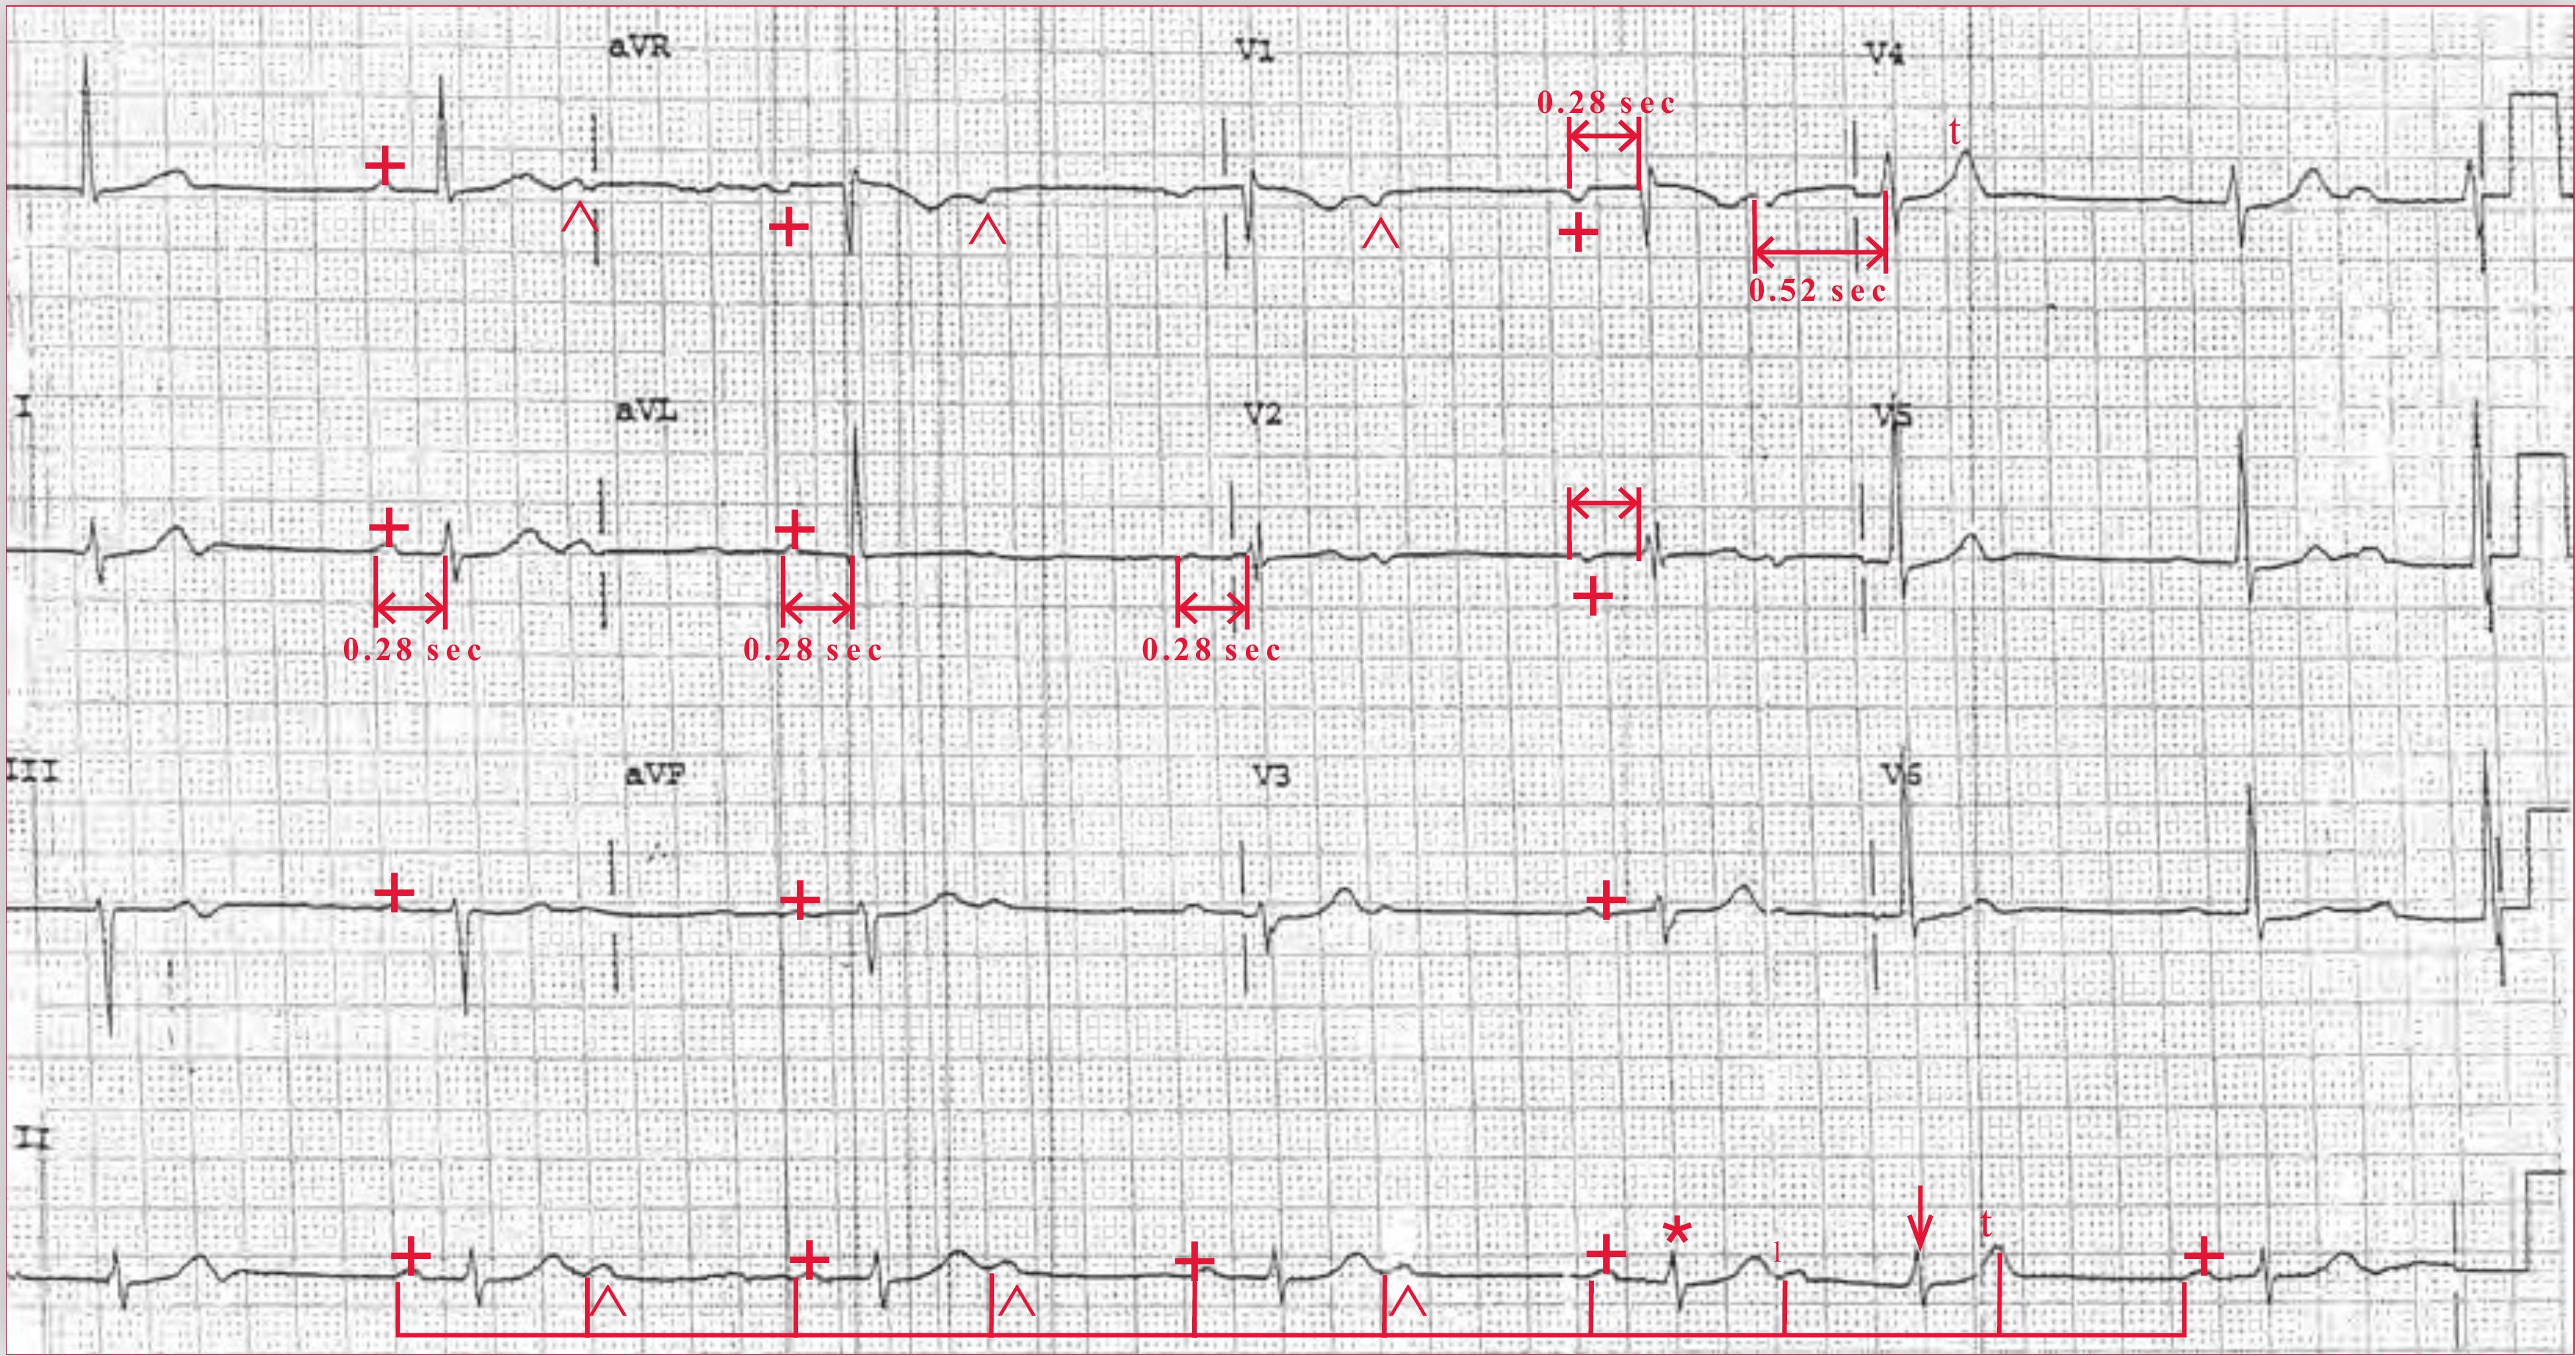 aVR V1 V4
0.28 sec
t
0.52 sec
I aVL V2 V5
0.28 sec 0.28 sec 0.28 sec
III aVF V3 V6
II
t
l